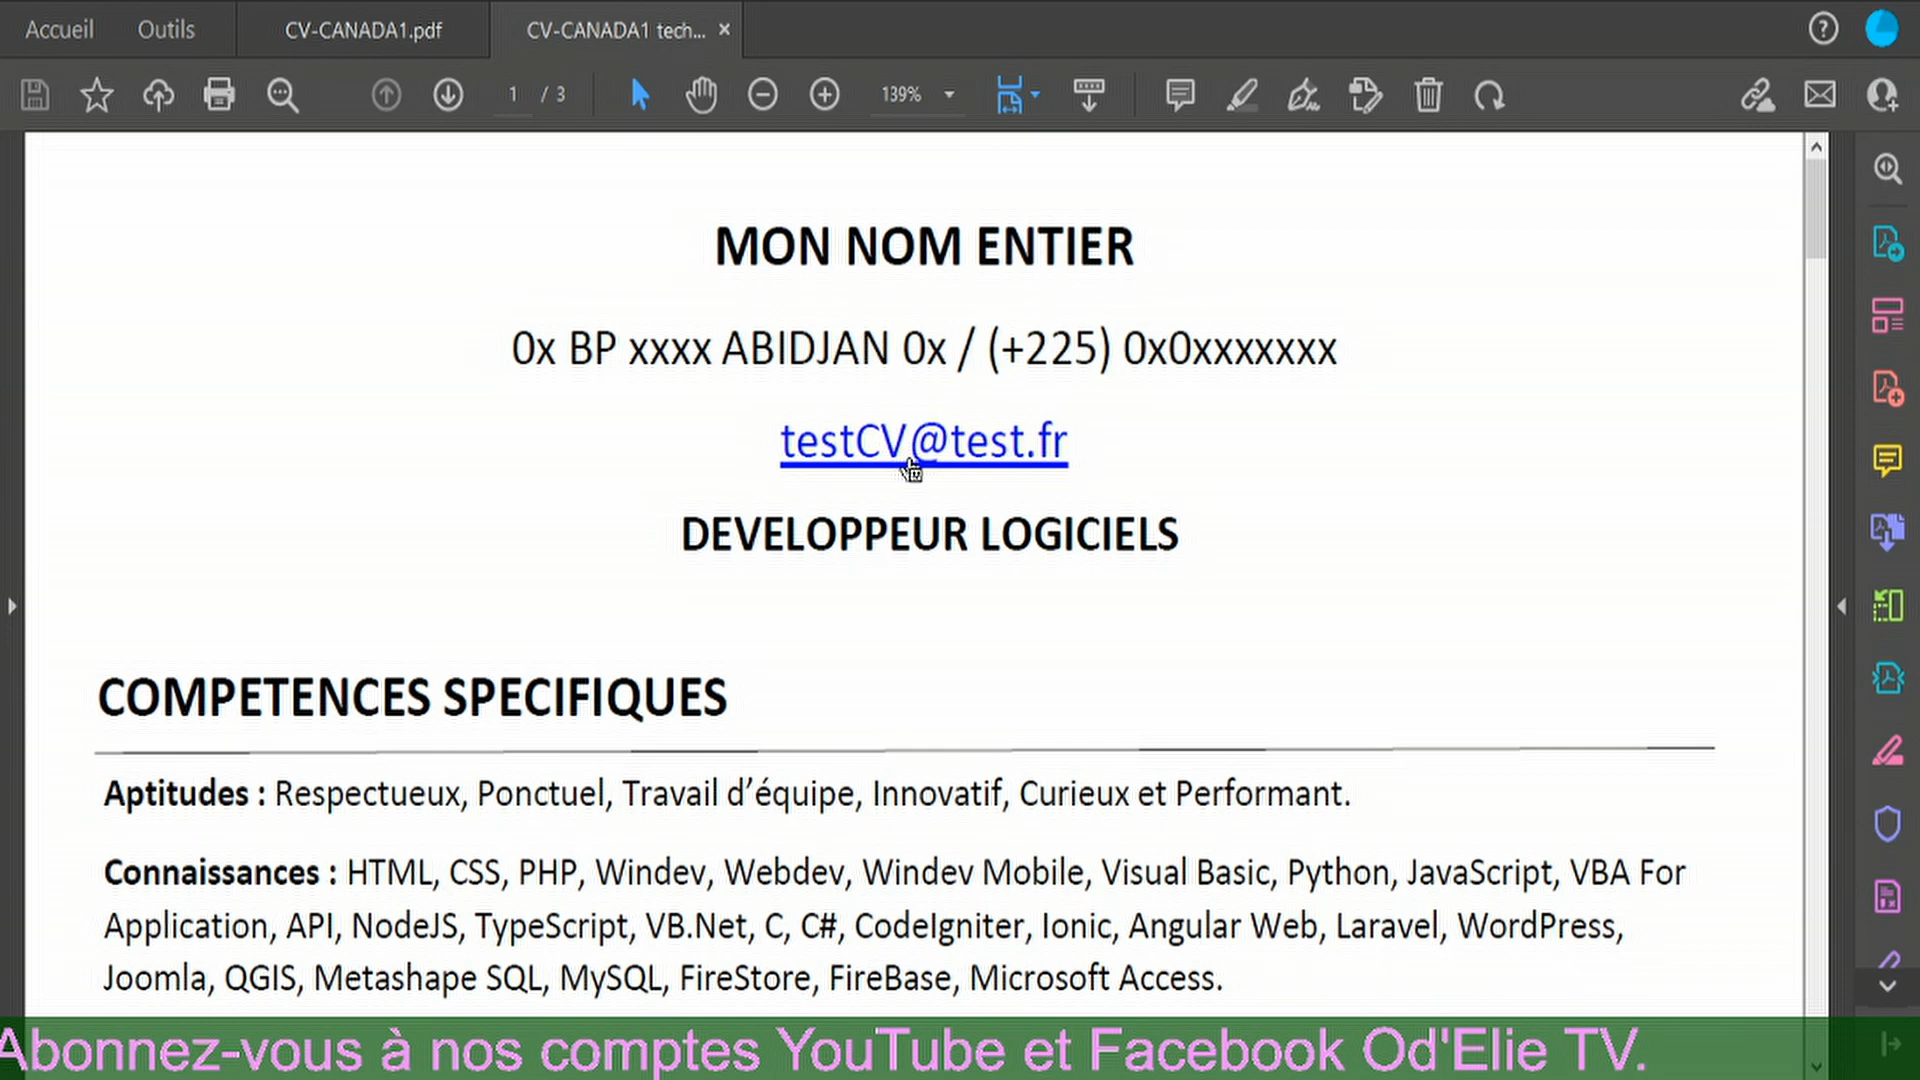 Accueil Outils CV-CANADA1.pdf CV-CANADA1 tech... ×
1 / 3 139%
MON NOM ENTIER
0x BP xxxx ABIDJAN 0x / (+225) 0x0xxxxxxx
testCV@test.fr
DEVELOPPEUR LOGICIELS
COMPETENCES SPECIFIQUES
Aptitudes : Respectueux, Ponctuel, Travail d’équipe, Innovatif, Curieux et Performant.
Connaissances : HTML, CSS, PHP, Windev, Webdev, Windev Mobile, Visual Basic, Python, JavaScript, VBA For
Application, API, NodeJS, TypeScript, VB.Net, C, C#, CodeIgniter, Ionic, Angular Web, Laravel, WordPress,
Joomla, QGIS, Metashape SQL, MySQL, FireStore, FireBase, Microsoft Access.
Abonnez-vous à nos comptes YouTube et Facebook Od'Elie TV.